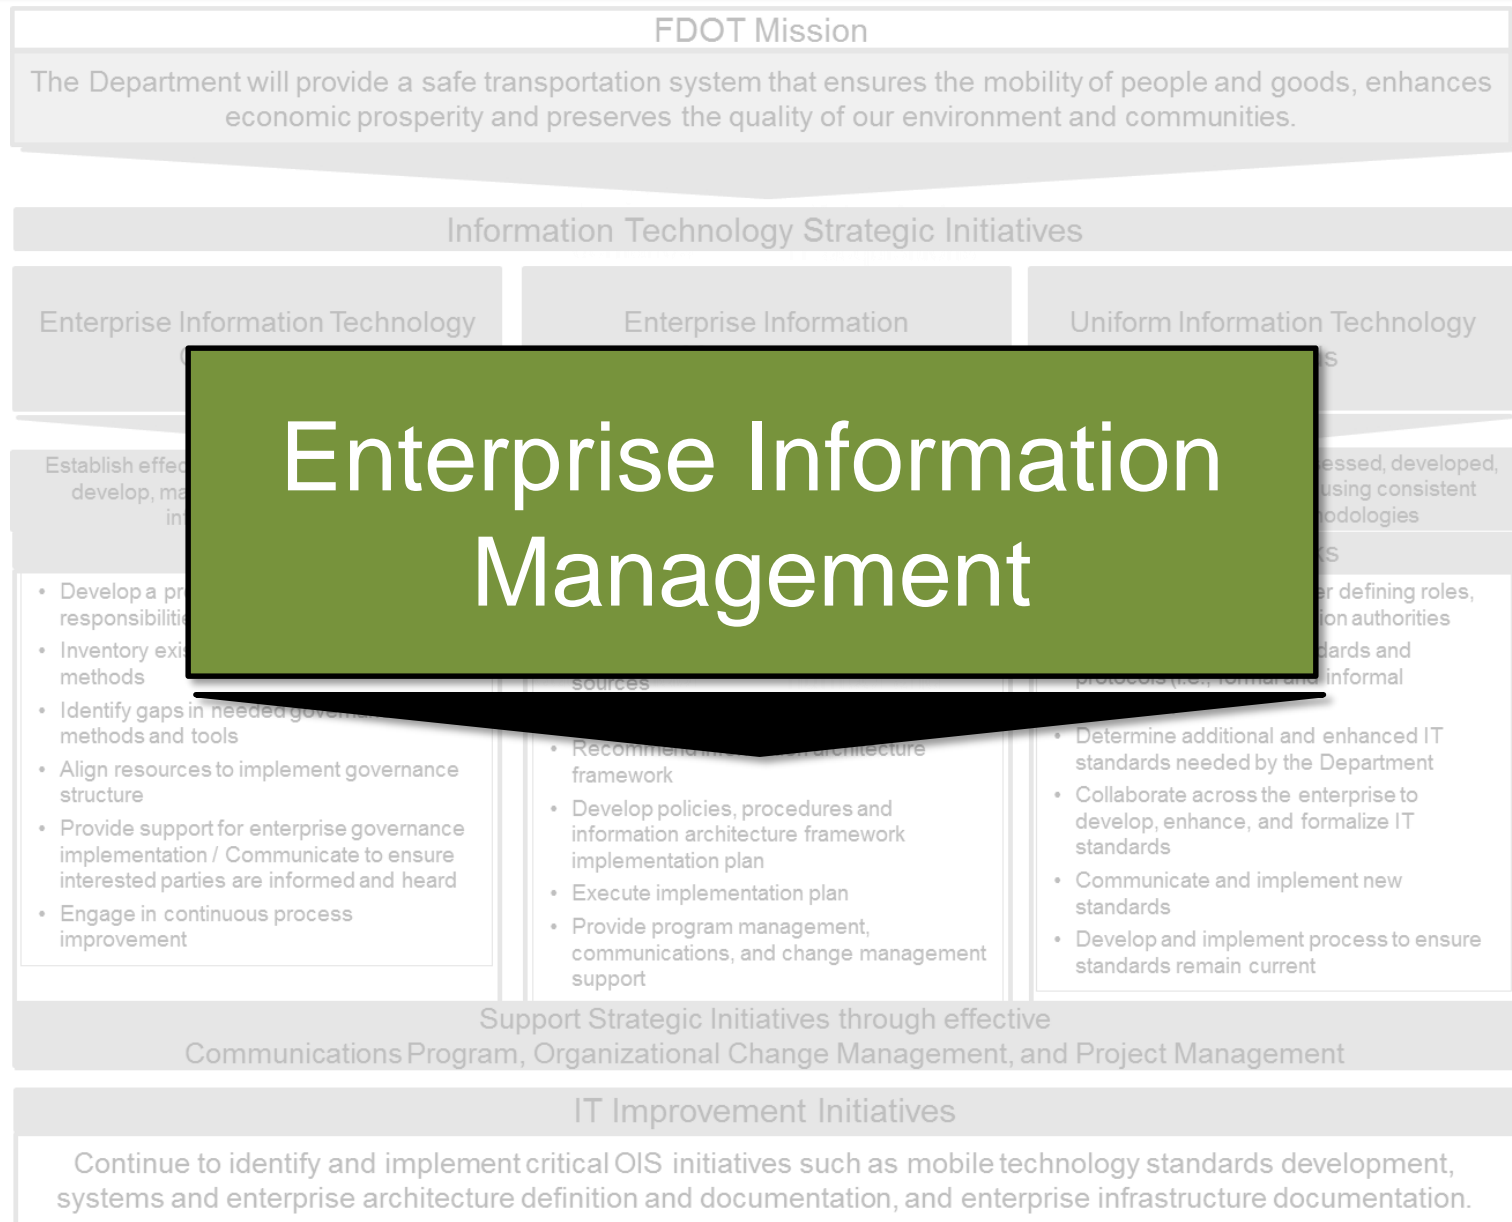 FDOT Mission
The Department will provide a safe transportation system that ensures the mobility of people and goods, enhances
economic prosperity and preserves the quality of our environment and communities.
Information Technology Strategic Initiatives
Enterprise Information Technology
Enterprise Information
Uniform Information Technology
Enterprise Information
Management
Establish
develop,
developed,
using consistent
• Develop a
• Inventory
methods
• Identify gaps in needed
methods and tools
• Align resources to implement governance
structure
• Provide support for enterprise governance
implementation / Communicate to ensure
interested parties are informed and heard
• Engage in continuous process
improvement
sources
• Recommend architecture
framework
• Develop policies, procedures and
information architecture framework
implementation plan
• Execute implementation plan
• Provide program management,
communications, and change management
support
defining roles,
authorities
and
protocols (i.e., formal and informal
• Determine additional and enhanced IT
standards needed by the Department
• Collaborate across the enterprise to
develop, enhance, and formalize IT
standards
• Communicate and implement new
standards
• Develop and implement process to ensure
standards remain current
Support Strategic Initiatives through effective
Communications Program, Organizational Change Management, and Project Management
IT Improvement Initiatives
Continue to identify and implement critical OIS initiatives such as mobile technology standards development,
systems and enterprise architecture definition and documentation, and enterprise infrastructure documentation.